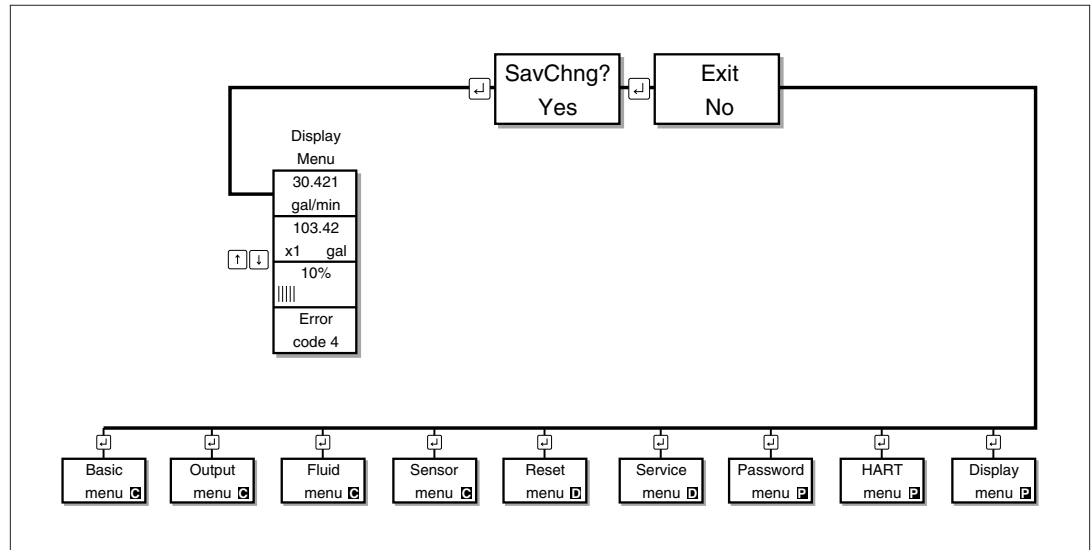 SavChng?
Yes
Exit
No
Display
Menu
30.421
gal/min
103.42
x1 gal
10%
Error
code 4
Basic
menu C
Output
menu C
Fluid
menu C
Sensor
menu C
Reset
menu D
Service
menu D
Password
menu P
HART
menu P
Display
menu P